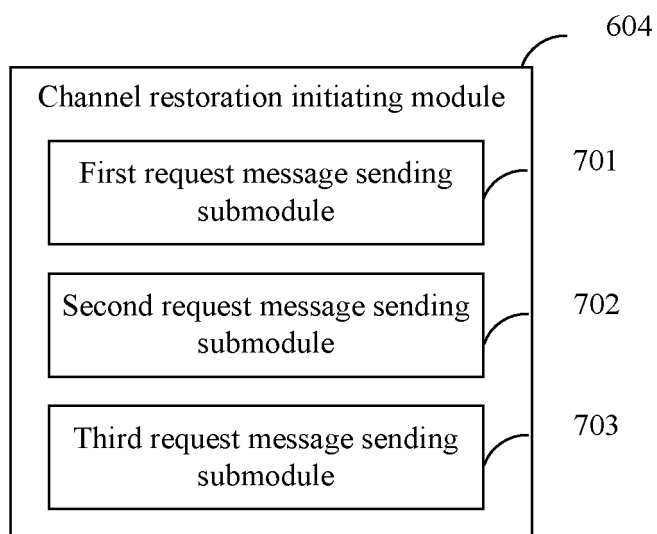 604
Channel restoration initiating module
First request message sending
submodule
701
Second request message sending
submodule
702
Third request message sending
submodule
703